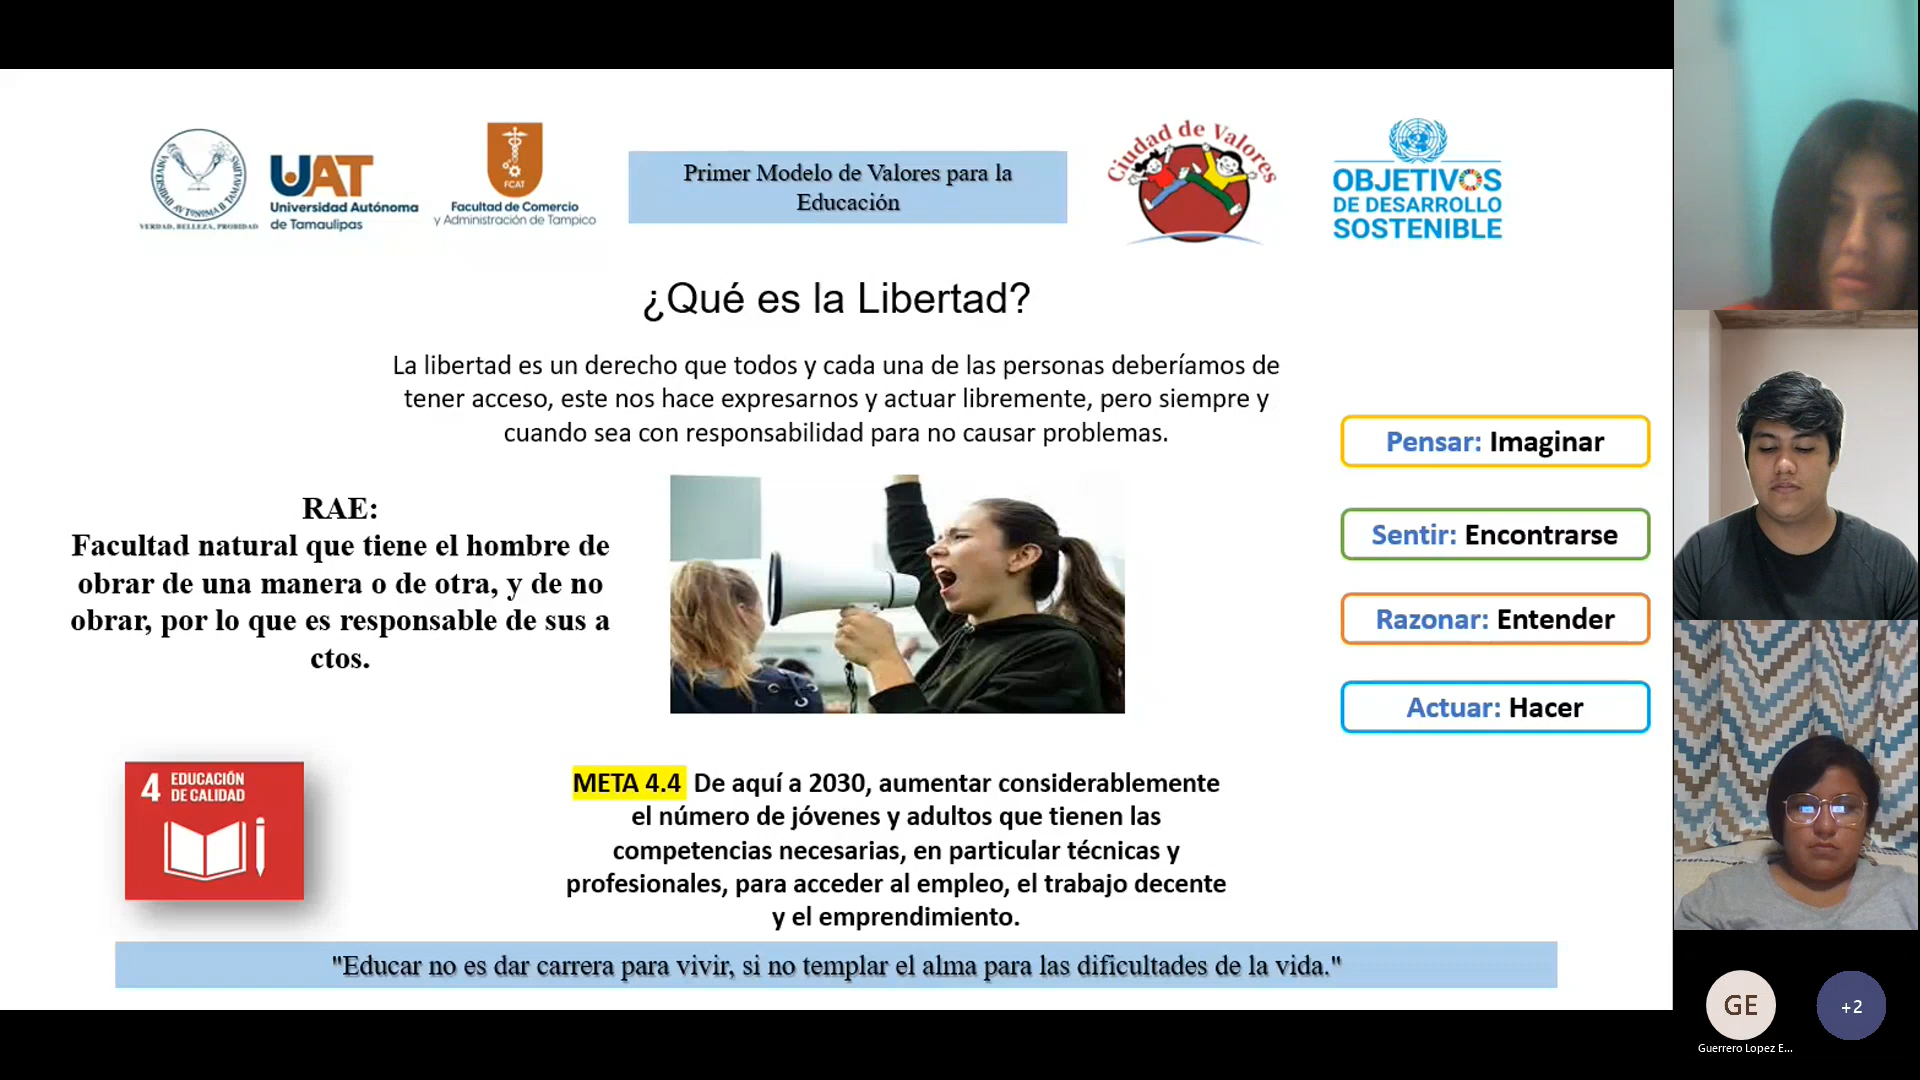 UNIVERSIDAD AUTÓNOMA DE TAMAULIPAS
VERDAD, BELLEZA, PROBIDAD
UAT
Universidad Autónoma
de Tamaulipas
FCAT
Facultad de Comercio
y Administración de Tampico
Primer Modelo de Valores para la
Educación
Ciudad de Valores
OBJETIVOS
DE DESARROLLO
SOSTENIBLE
¿Qué es la Libertad?
La libertad es un derecho que todos y cada una de las personas deberíamos de
tener acceso, este nos hace expresarnos y actuar libremente, pero siempre y
cuando sea con responsabilidad para no causar problemas.
RAE:
Facultad natural que tiene el hombre de
obrar de una manera o de otra, y de no
obrar, por lo que es responsable de sus a
ctos.
Pensar: Imaginar
Sentir: Encontrarse
Razonar: Entender
Actuar: Hacer
4 EDUCACIÓN
DE CALIDAD
META 4.4 De aquí a 2030, aumentar considerablemente
el número de jóvenes y adultos que tienen las
competencias necesarias, en particular técnicas y
profesionales, para acceder al empleo, el trabajo decente
y el emprendimiento.
"Educar no es dar carrera para vivir, si no templar el alma para las dificultades de la vida."
GE
+2
Guerrero Lopez E...